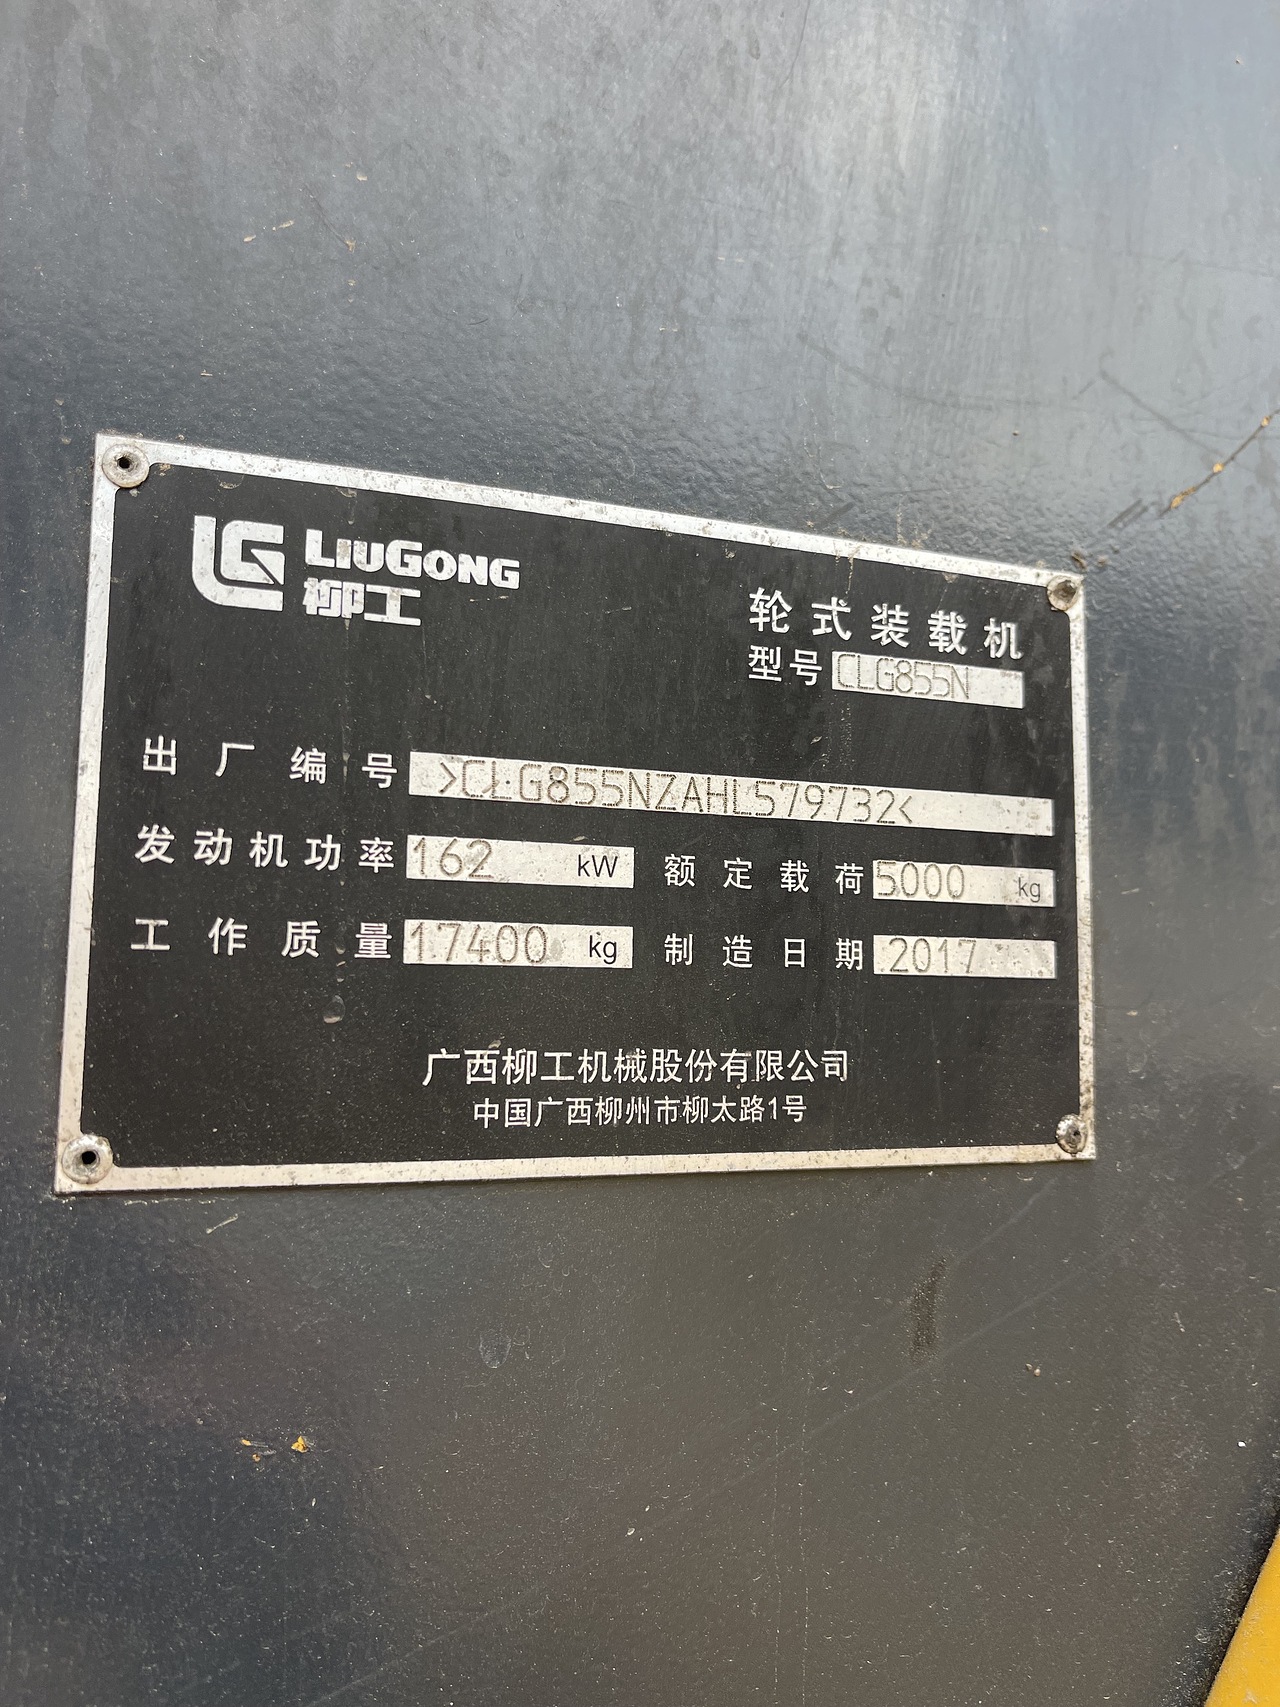 LIUGONG
柳工
轮式装载机
型号 CLG855N
出厂编号 >CLG855NZAHL579732<
发动机功率 162 kW 额定载荷 5000 kg
工作质量 17400 kg 制造日期 2017
广西柳工机械股份有限公司
中国广西柳州市柳太路1号